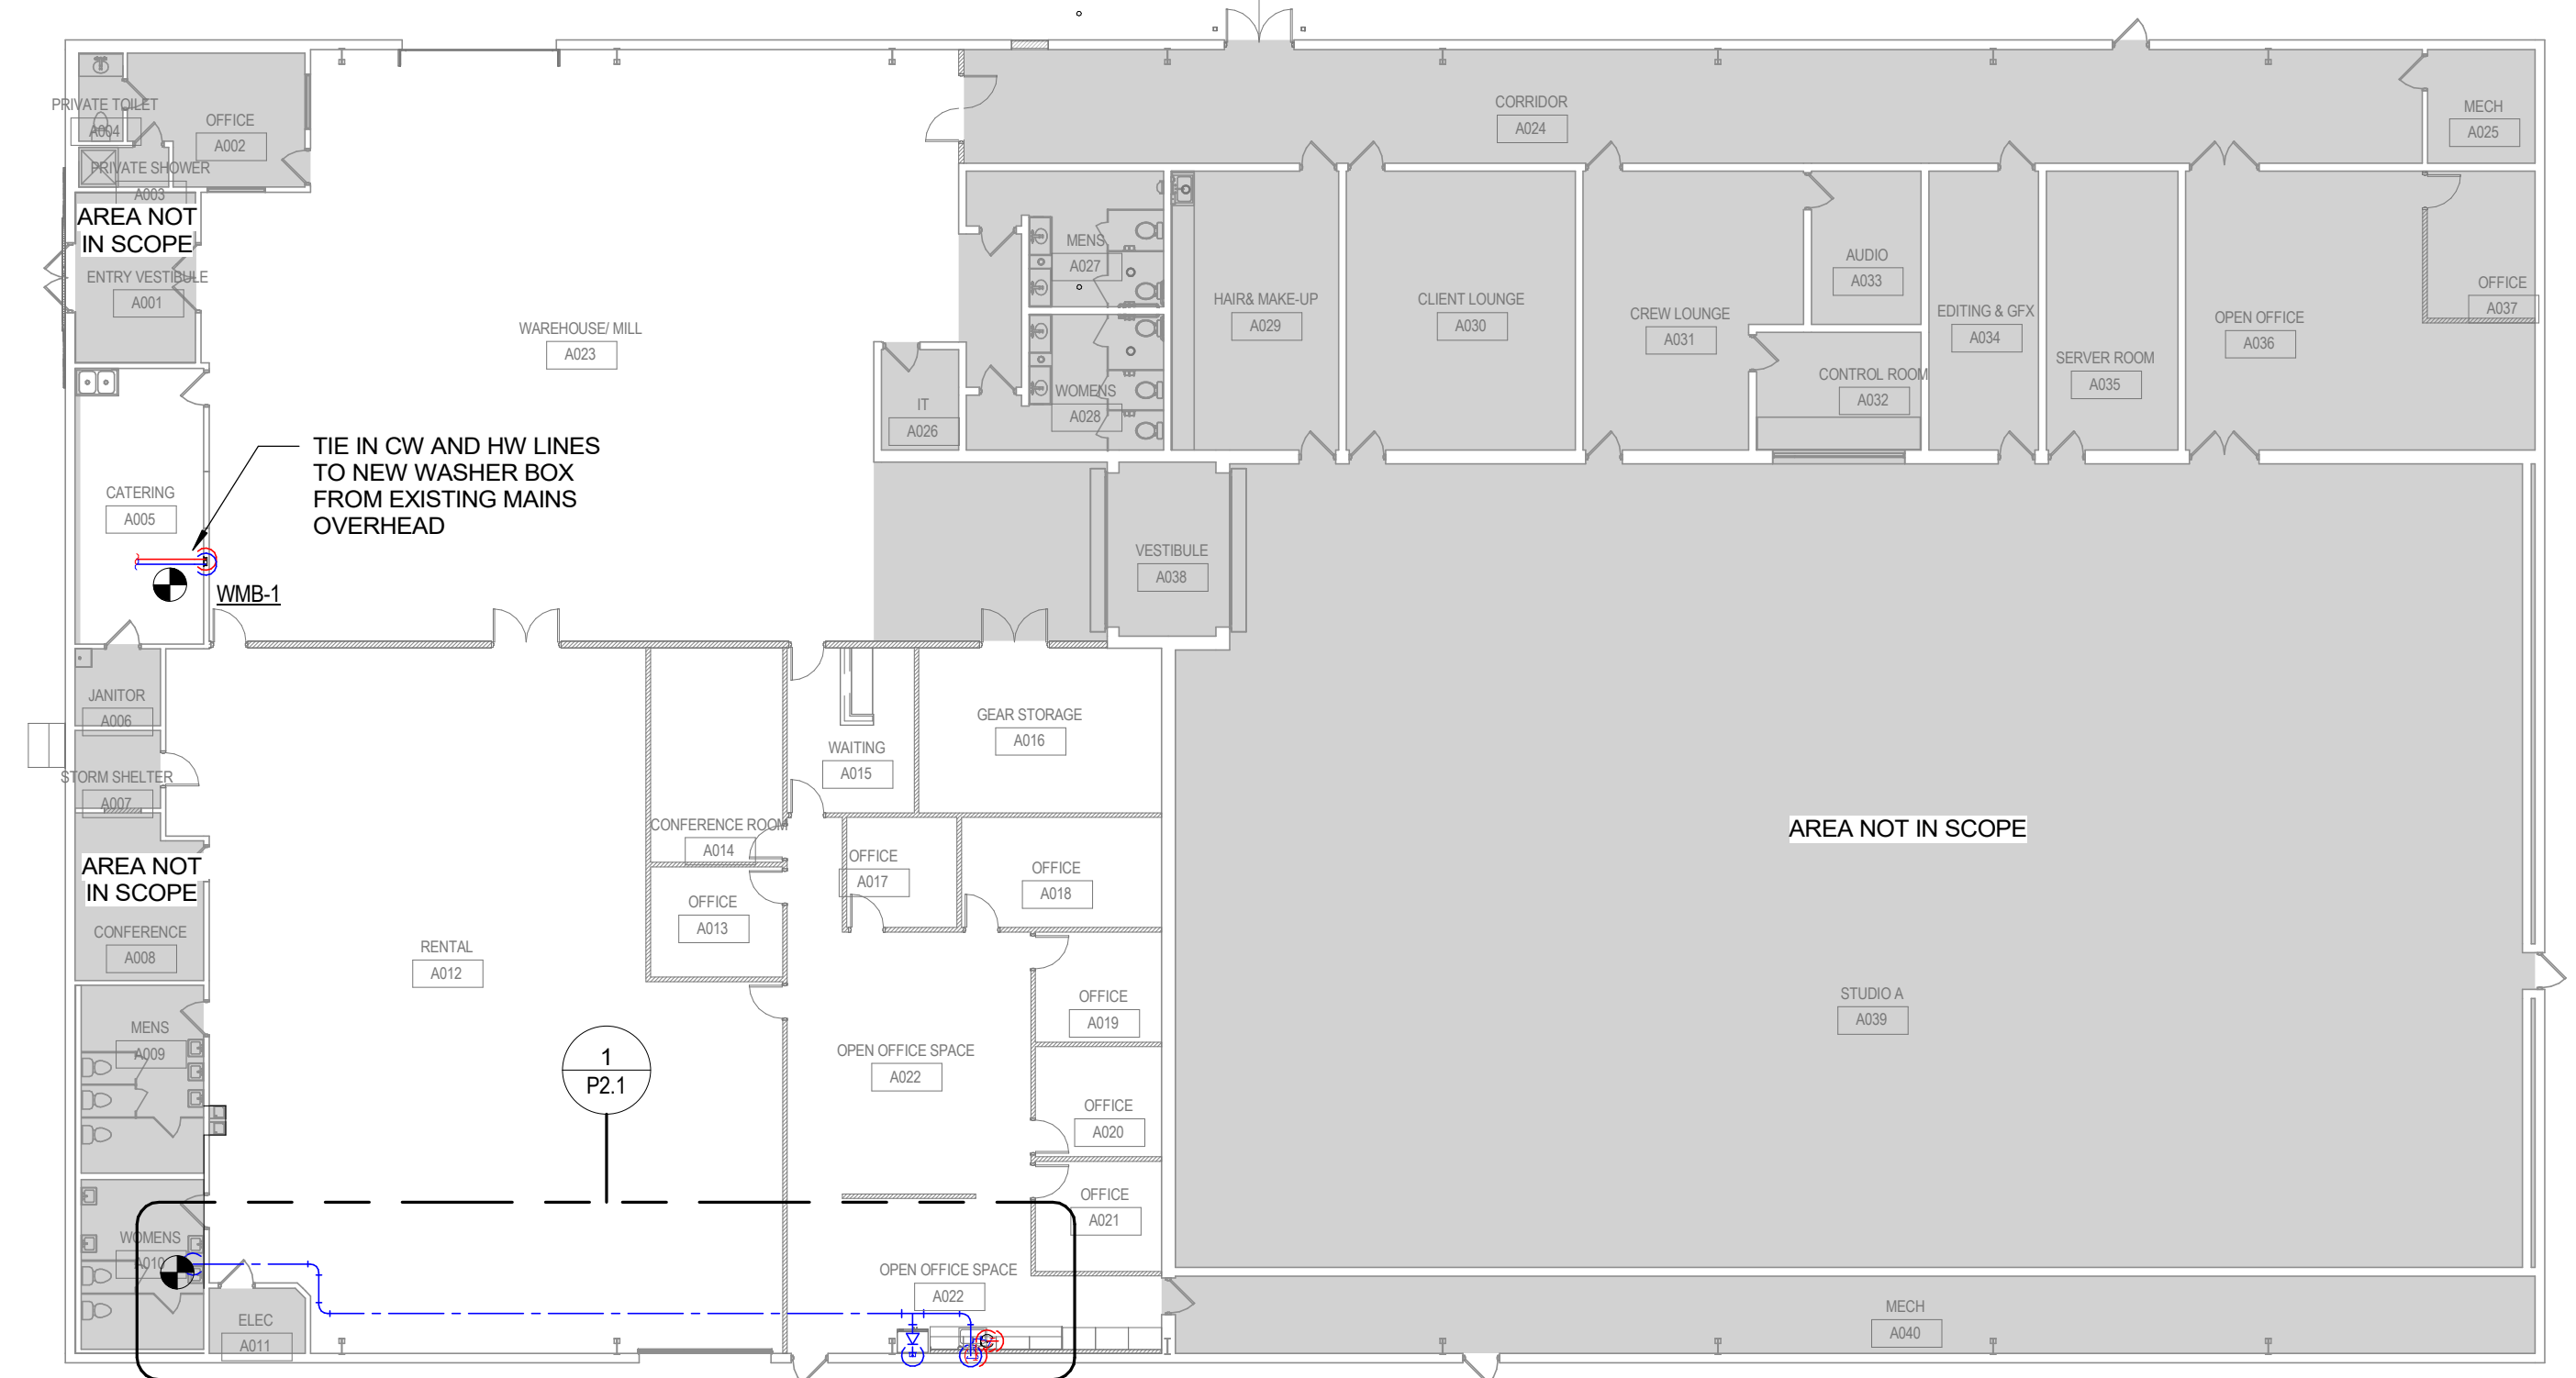 PRIVATE TOILET
A004
OFFICE
A002
PRIVATE SHOWER
A003
AREA NOT
IN SCOPE
ENTRY VESTIBULE
A001
WAREHOUSE/ MILL
A023
CORRIDOR
A024
MECH
A025
MENS
A027
WOMENS
A028
IT
A026
HAIR& MAKE-UP
A029
CLIENT LOUNGE
A030
CREW LOUNGE
A031
AUDIO
A033
CONTROL ROOM
A032
EDITING & GFX
A034
SERVER ROOM
A035
OPEN OFFICE
A036
OFFICE
A037
TIE IN CW AND HW LINES
TO NEW WASHER BOX
FROM EXISTING MAINS
OVERHEAD
CATERING
A005
WMB-1
VESTIBULE
A038
JANITOR
A006
STORM SHELTER
A007
AREA NOT
IN SCOPE
CONFERENCE
A008
RENTAL
A012
CONFERENCE ROOM
A014
OFFICE
A013
WAITING
A015
GEAR STORAGE
A016
OFFICE
A017
OFFICE
A018
OFFICE
A019
OPEN OFFICE SPACE
A022
OFFICE
A020
OFFICE
A021
AREA NOT IN SCOPE
STUDIO A
A039
MENS
A009
1
P2.1
WOMENS
A010
ELEC
A011
OPEN OFFICE SPACE
A022
MECH
A040